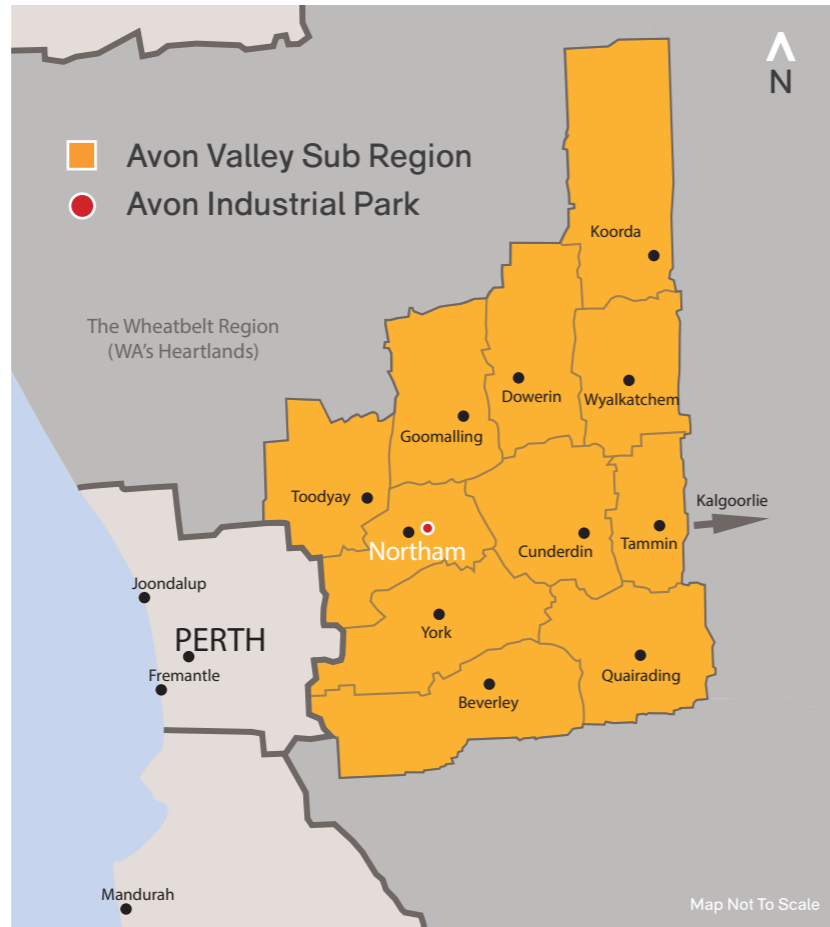 N
Avon Valley Sub Region
Avon Industrial Park
Koorda
The Wheatbelt Region
(WA's Heartlands)
Dowerin
Wyalkatchem
Goomalling
Toodyay
Kalgoorlie
Northam
Cunderdin
Tammin
Joondalup
PERTH
York
Fremantle
Quairading
Beverley
Mandurah
Map Not To Scale